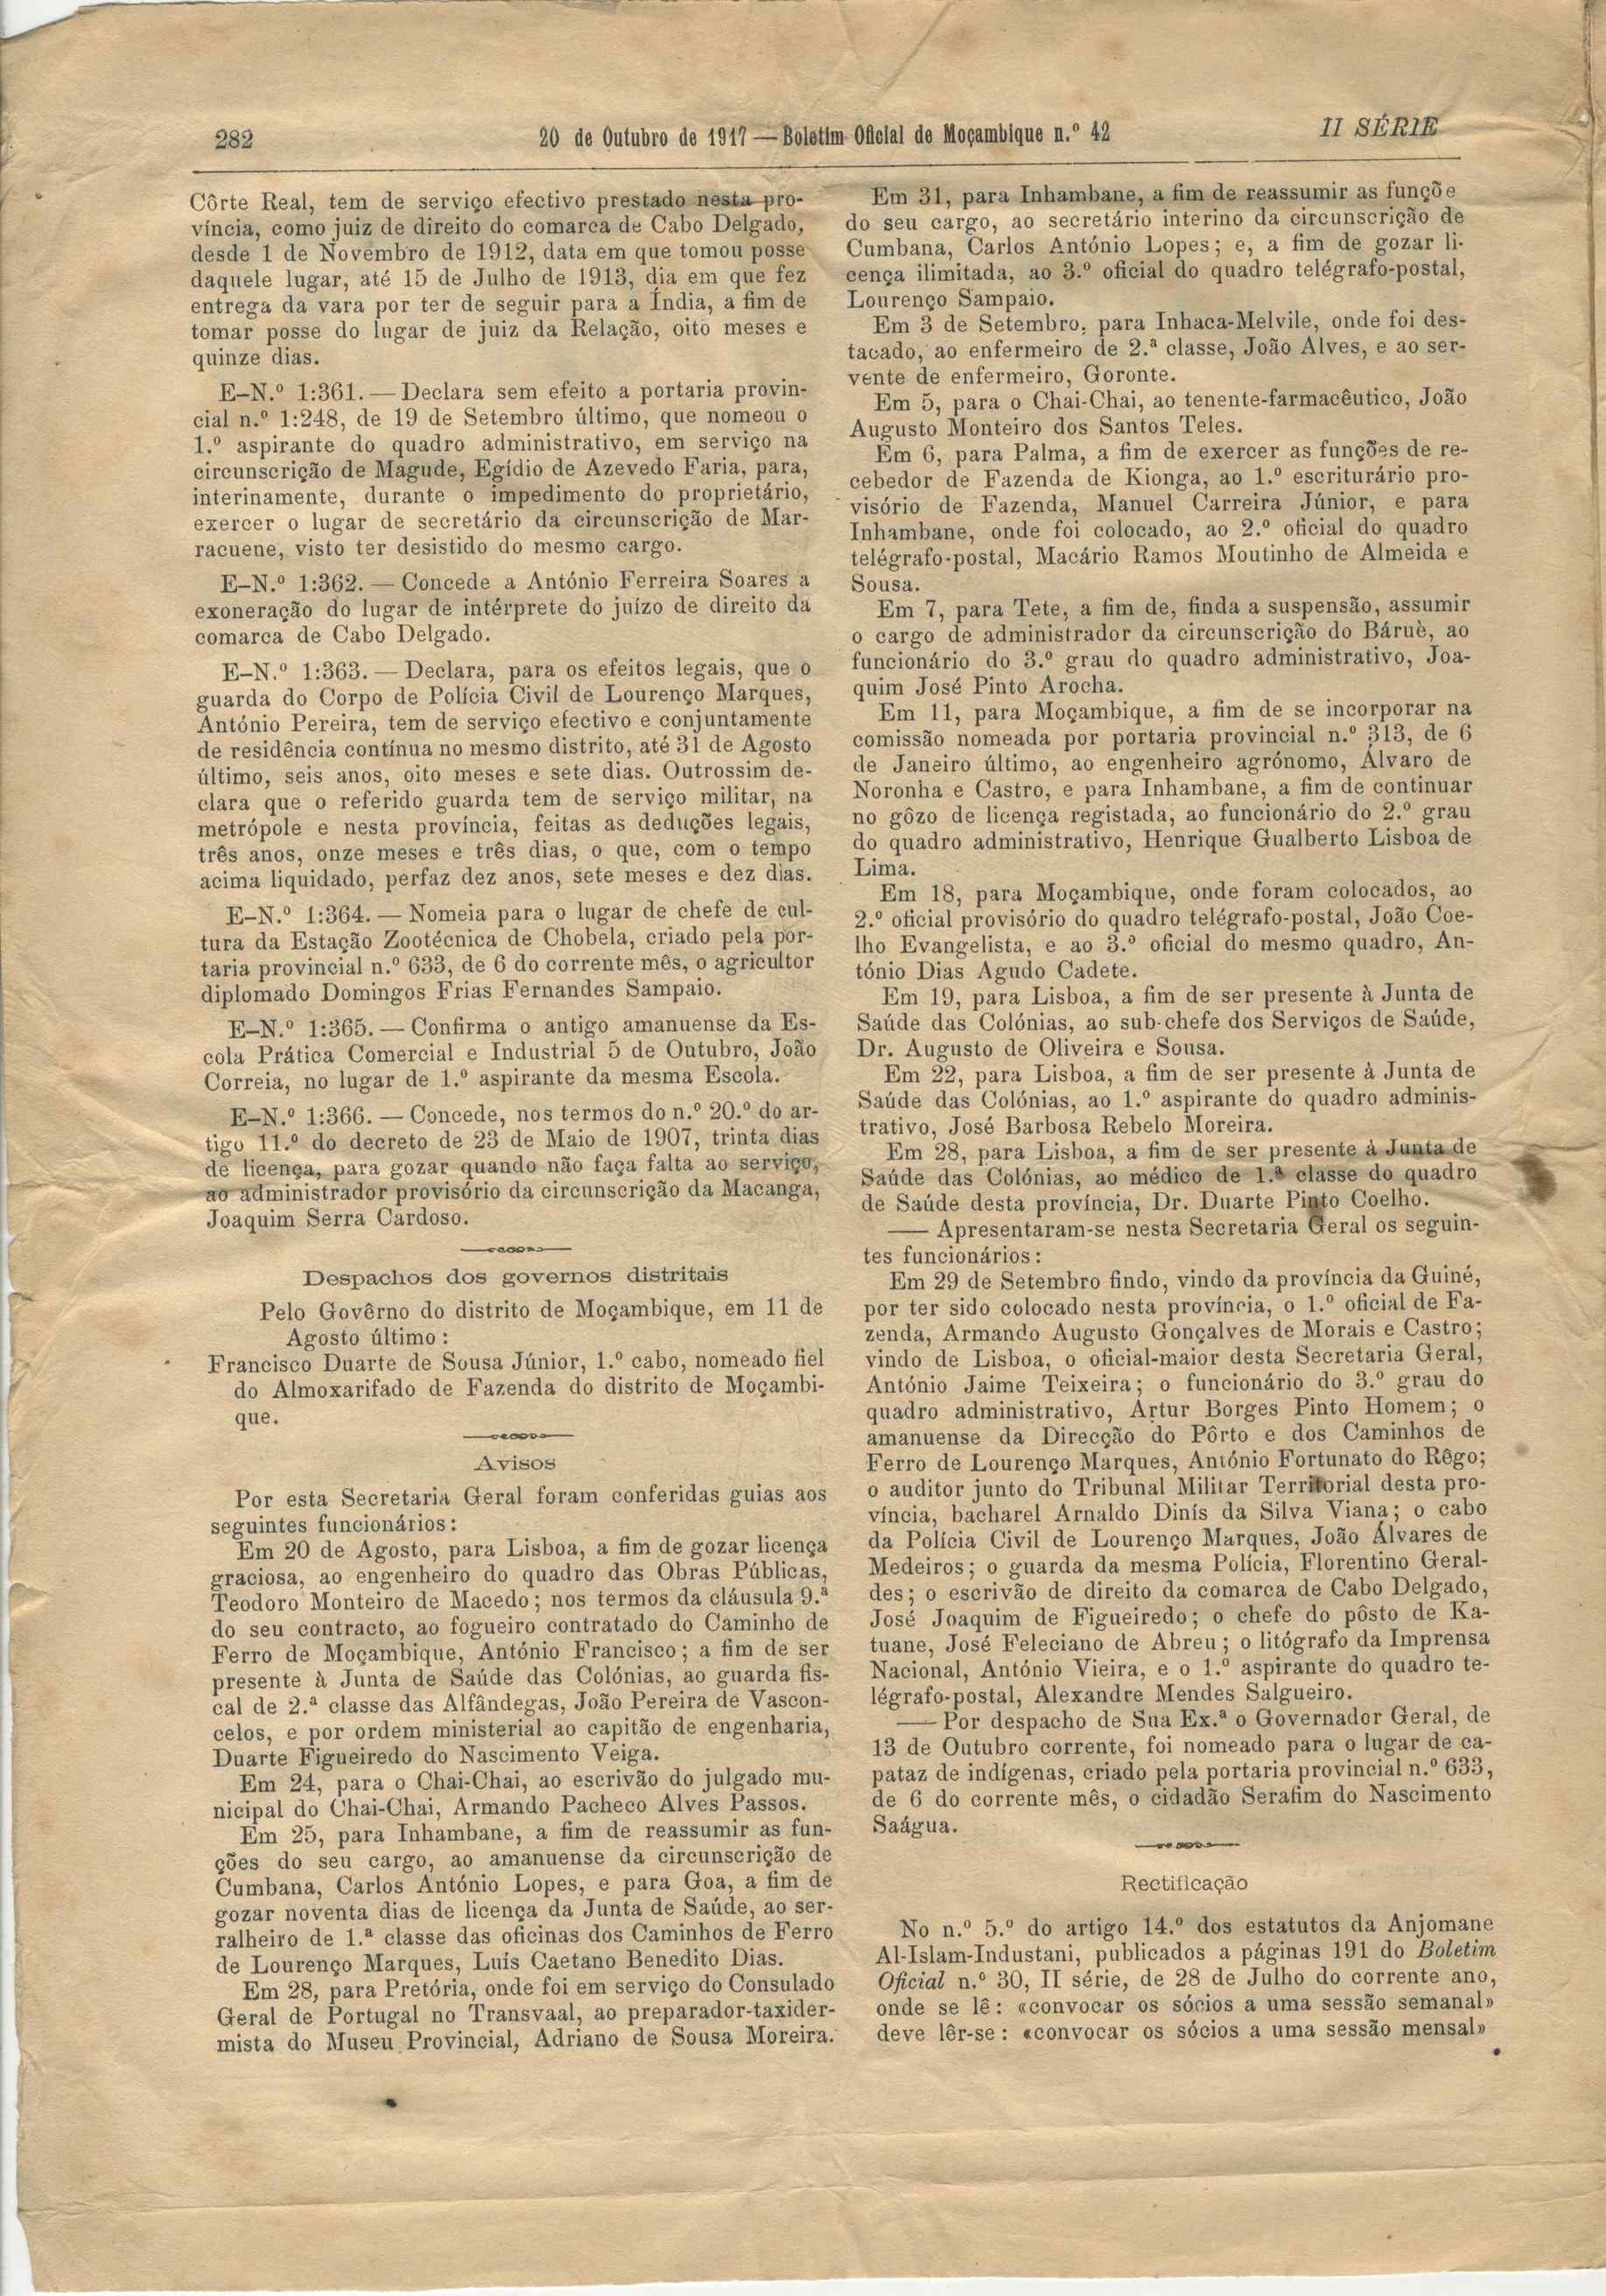 282
20 de Outubro de 1917 — Boletim Oficial de Moçambique n.º 42
II SÉRIE
Côrte Real, tem de serviço efectivo prestado nesta pro-
víncia, como juiz de direito do comarca de Cabo Delgado,
desde 1 de Novembro de 1912, data em que tomou posse
daquele lugar, até 15 de Julho de 1913, dia em que fez
entrega da vara por ter de seguir para a Índia, a fim de
tomar posse do lugar de juiz da Relação, oito meses e
quinze dias.
E–N.º 1:361. — Declara sem efeito a portaria provin-
cial n.º 1:248, de 19 de Setembro último, que nomeou o
1.º aspirante do quadro administrativo, em serviço na
circunscrição de Magude, Egídio de Azevedo Faria, para,
interinamente, durante o impedimento do proprietário,
exercer o lugar de secretário da circunscrição de Mar-
racuene, visto ter desistido do mesmo cargo.
E–N.º 1:362. — Concede a António Ferreira Soares a
exoneração do lugar de intérprete do juízo de direito da
comarca de Cabo Delgado.
E–N.º 1:363. — Declara, para os efeitos legais, que o
guarda do Corpo de Polícia Civil de Lourenço Marques,
António Pereira, tem de serviço efectivo e conjuntamente
de residência contínua no mesmo distrito, até 31 de Agosto
último, seis anos, oito meses e sete dias. Outrossim de-
clara que o referido guarda tem de serviço militar, na
metrópole e nesta província, feitas as deduções legais,
três anos, onze meses e três dias, o que, com o tempo
acima liquidado, perfaz dez anos, sete meses e dez dias.
E–N.º 1:364. — Nomeia para o lugar de chefe de cul-
tura da Estação Zootécnica de Chobela, criado pela por-
taria provincial n.º 633, de 6 do corrente mês, o agricultor
diplomado Domingos Frias Fernandes Sampaio.
E–N.º 1:365. — Confirma o antigo amanuense da Es-
cola Prática Comercial e Industrial 5 de Outubro, João
Correia, no lugar de 1.º aspirante da mesma Escola.
E–N.º 1:366. — Concede, nos termos do n.º 20.º do ar-
tigo 11.º do decreto de 23 de Maio de 1907, trinta dias
de licença, para gozar quando não faça falta ao serviço,
ao administrador provisório da circunscrição da Macanga,
Joaquim Serra Cardoso.
Despachos dos governos distritais
Pelo Govêrno do distrito de Moçambique, em 11 de
Agosto último:
Francisco Duarte de Sousa Júnior, 1.º cabo, nomeado fiel
do Almoxarifado de Fazenda do distrito de Moçambi-
que.
Avisos
Por esta Secretaria Geral foram conferidas guias aos
seguintes funcionários:
Em 20 de Agosto, para Lisboa, a fim de gozar licença
graciosa, ao engenheiro do quadro das Obras Públicas,
Teodoro Monteiro de Macedo; nos termos da cláusula 9.ª
do seu contracto, ao fogueiro contratado do Caminho de
Ferro de Moçambique, António Francisco; a fim de ser
presente à Junta de Saúde das Colónias, ao guarda fis-
cal de 2.ª classe das Alfândegas, João Pereira de Vascon-
celos, e por ordem ministerial ao capitão de engenharia,
Duarte Figueiredo do Nascimento Veiga.
Em 24, para o Chai-Chai, ao escrivão do julgado mu-
nicipal do Chai-Chai, Armando Pacheco Alves Passos.
Em 25, para Inhambane, a fim de reassumir as fun-
ções do seu cargo, ao amanuense da circunscrição de
Cumbana, Carlos António Lopes, e para Goa, a fim de
gozar noventa dias de licença da Junta de Saúde, ao ser-
ralheiro de 1.ª classe das oficinas dos Caminhos de Ferro
de Lourenço Marques, Luís Caetano Benedito Dias.
Em 28, para Pretória, onde foi em serviço do Consulado
Geral de Portugal no Transvaal, ao preparador-taxider-
mista do Museu Provincial, Adriano de Sousa Moreira.
Em 31, para Inhambane, a fim de reassumir as funçõe
do seu cargo, ao secretário interino da circunscrição de
Cumbana, Carlos António Lopes; e, a fim de gozar li-
cença ilimitada, ao 3.º oficial do quadro telégrafo-postal,
Lourenço Sampaio.
Em 3 de Setembro, para Inhaca-Melvile, onde foi des-
tacado, ao enfermeiro de 2.ª classe, João Alves, e ao ser-
vente de enfermeiro, Goronte.
Em 5, para o Chai-Chai, ao tenente-farmacêutico, João
Augusto Monteiro dos Santos Teles.
Em 6, para Palma, a fim de exercer as funções de re-
cebedor de Fazenda de Kionga, ao 1.º escriturário pro-
visório de Fazenda, Manuel Carreira Júnior, e para
Inhambane, onde foi colocado, ao 2.º oficial do quadro
telégrafo-postal, Macário Ramos Moutinho de Almeida e
Sousa.
Em 7, para Tete, a fim de, finda a suspensão, assumir
o cargo de administrador da circunscrição do Báruè, ao
funcionário do 3.º grau do quadro administrativo, Joa-
quim José Pinto Arocha.
Em 11, para Moçambique, a fim de se incorporar na
comissão nomeada por portaria provincial n.º 313, de 6
de Janeiro último, ao engenheiro agrónomo, Álvaro de
Noronha e Castro, e para Inhambane, a fim de continuar
no gôzo de licença registada, ao funcionário do 2.º grau
do quadro administrativo, Henrique Gualberto Lisboa de
Lima.
Em 18, para Moçambique, onde foram colocados, ao
2.º oficial provisório do quadro telégrafo-postal, João Coe-
lho Evangelista, e ao 3.º oficial do mesmo quadro, An-
tónio Dias Agudo Cadete.
Em 19, para Lisboa, a fim de ser presente à Junta de
Saúde das Colónias, ao sub-chefe dos Serviços de Saúde,
Dr. Augusto de Oliveira e Sousa.
Em 22, para Lisboa, a fim de ser presente à Junta de
Saúde das Colónias, ao 1.º aspirante do quadro adminis-
trativo, José Barbosa Rebelo Moreira.
Em 28, para Lisboa, a fim de ser presente à Junta de
Saúde das Colónias, ao médico de 1.ª classe do quadro
de Saúde desta província, Dr. Duarte Pinto Coelho.
—— Apresentaram-se nesta Secretaria Geral os seguin-
tes funcionários:
Em 29 de Setembro findo, vindo da província da Guiné,
por ter sido colocado nesta província, o 1.º oficial de Fa-
zenda, Armando Augusto Gonçalves de Morais e Castro;
vindo de Lisboa, o oficial-maior desta Secretaria Geral,
António Jaime Teixeira; o funcionário do 3.º grau do
quadro administrativo, Artur Borges Pinto Homem; o
amanuense da Direcção do Pôrto e dos Caminhos de
Ferro de Lourenço Marques, António Fortunato do Rêgo;
o auditor junto do Tribunal Militar Territorial desta pro-
víncia, bacharel Arnaldo Dinís da Silva Viana; o cabo
da Polícia Civil de Lourenço Marques, João Álvares de
Medeiros; o guarda da mesma Polícia, Florentino Geral-
des; o escrivão de direito da comarca de Cabo Delgado,
José Joaquim de Figueiredo; o chefe do pôsto de Ka-
tuane, José Feleciano de Abreu; o litógrafo da Imprensa
Nacional, António Vieira, e o 1.º aspirante do quadro te-
légrafo-postal, Alexandre Mendes Salgueiro.
—— Por despacho de Sua Ex.ª o Governador Geral, de
13 de Outubro corrente, foi nomeado para o lugar de ca-
pataz de indígenas, criado pela portaria provincial n.º 633,
de 6 do corrente mês, o cidadão Serafim do Nascimento
Saágua.
Rectificação
No n.º 5.º do artigo 14.º dos estatutos da Anjomane
Al-Islam-Industani, publicados a páginas 191 do Boletim
Oficial n.º 30, II série, de 28 de Julho do corrente ano,
onde se lê: «convocar os sócios a uma sessão semanal»
deve lêr-se: «convocar os sócios a uma sessão mensal»